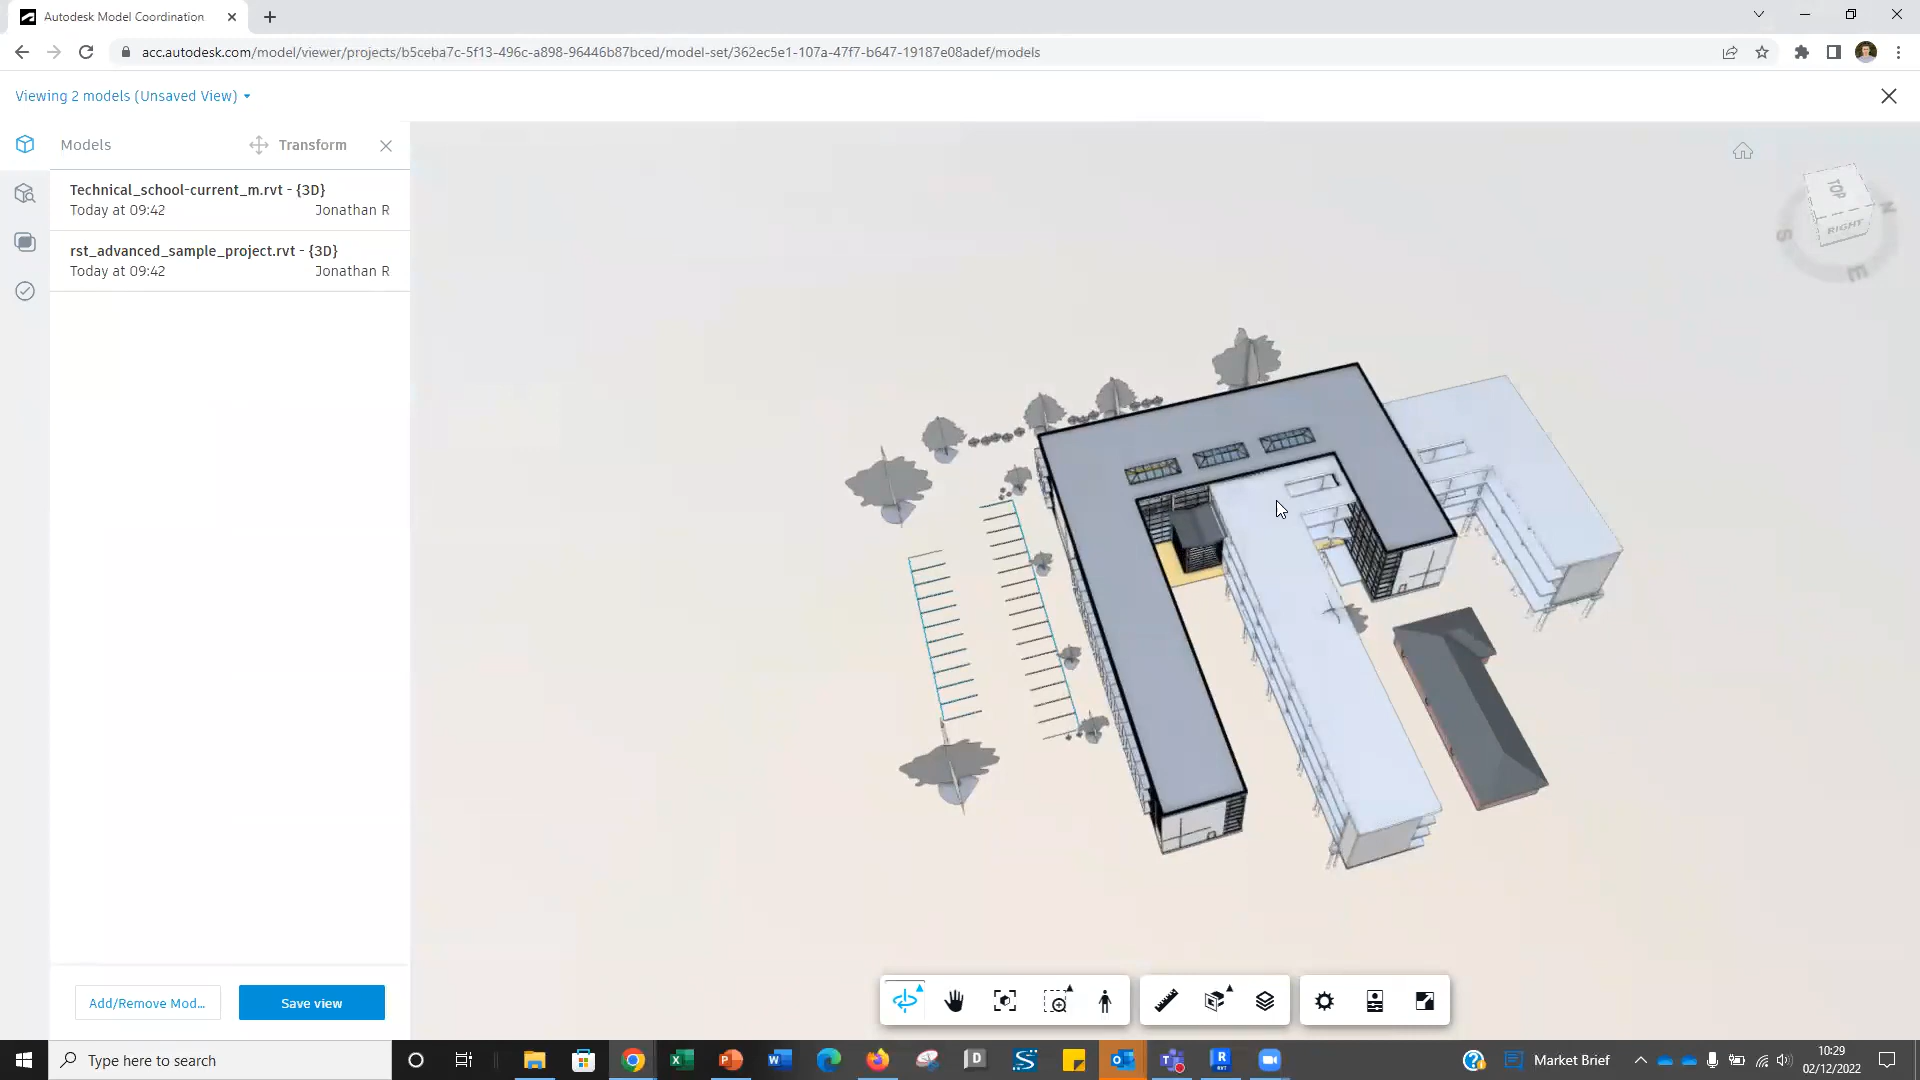 Autodesk Model Coordination
acc.autodesk.com/model/viewer/projects/b5ceba7c-5f13-496c-a898-96446b87bced/model-set/362ec5e1-107a-47f7-b647-19187e08adef/models
Viewing 2 models (Unsaved View)
Models
Transform
Technical_school-current_m.rvt - {3D}
Today at 09:42 Jonathan R
rst_advanced_sample_project.rvt - {3D}
Today at 09:42 Jonathan R
TOP
RIGHT
S
N
E
Add/Remove Mod...
Save view
Type here to search
Market Brief
10:29
02/12/2022